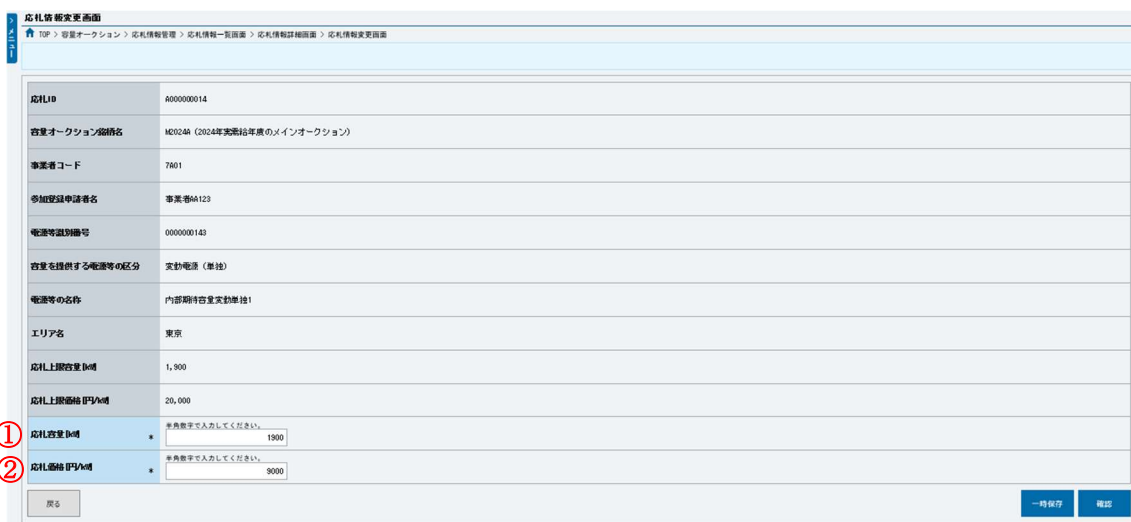 応札情報変更画面
> メニュー
TOP > 容量オークション > 応札情報管理 > 応札情報一覧画面 > 応札情報詳細画面 > 応札情報変更画面
応札ID A000000014
容量オークション銘柄名 M2024A（2024年実需給年度のメインオークション）
事業者コード 7A01
参加登録申請者名 事業者AA123
電源等識別番号 0000000143
容量を提供する電源等の区分 変動電源（単独）
電源等の名称 内部期待容量変動単独1
エリア名 東京
応札上限容量[kW] 1,900
応札上限価格[円/kW] 20,000
半角数字で入力してください。
① 応札容量[kW] * 1900
半角数字で入力してください。
② 応札価格[円/kW] * 9000
戻る 一時保存 確認